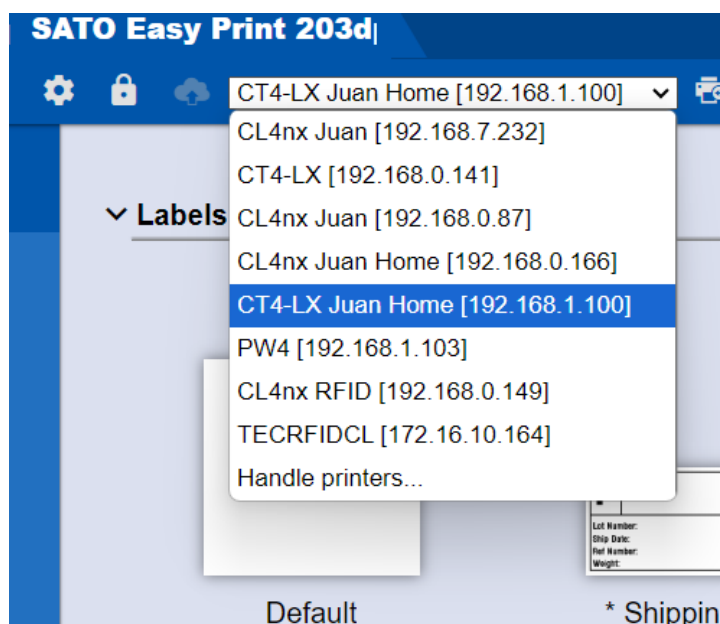 SATO Easy Print 203d
CT4-LX Juan Home [192.168.1.100]
CL4nx Juan [192.168.7.232]
CT4-LX [192.168.0.141]
Labels
CL4nx Juan [192.168.0.87]
CL4nx Juan Home [192.168.0.166]
CT4-LX Juan Home [192.168.1.100]
PW4 [192.168.1.103]
CL4nx RFID [192.168.0.149]
TECRFIDCL [172.16.10.164]
Handle printers...
Lot Number:
Ship Date:
Ref Number:
Weight:
Default
* Shippin